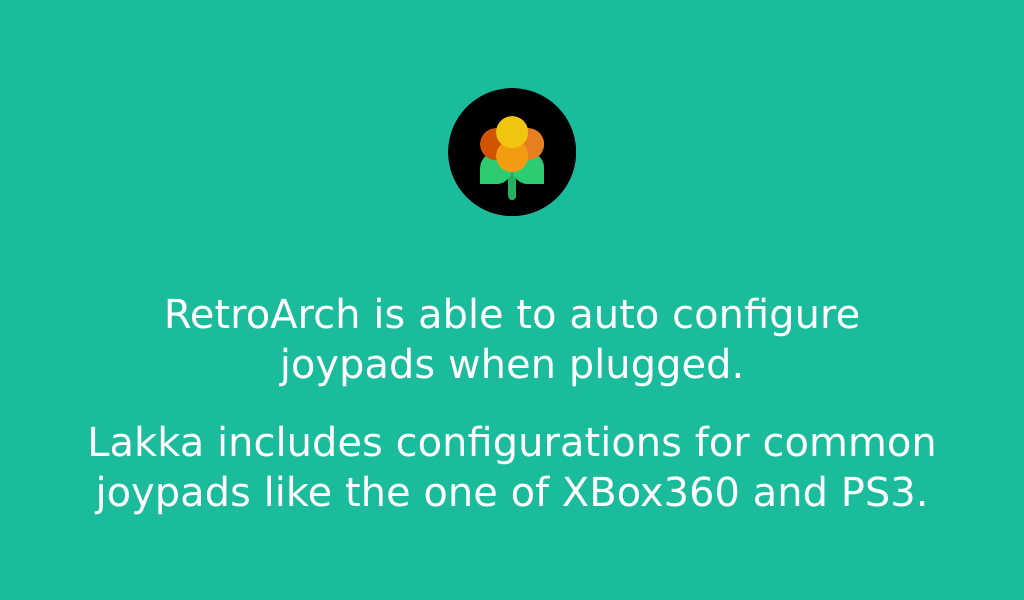 RetroArch is able to auto configure
joypads when plugged.
Lakka includes configurations for common
joypads like the one of XBox360 and PS3.